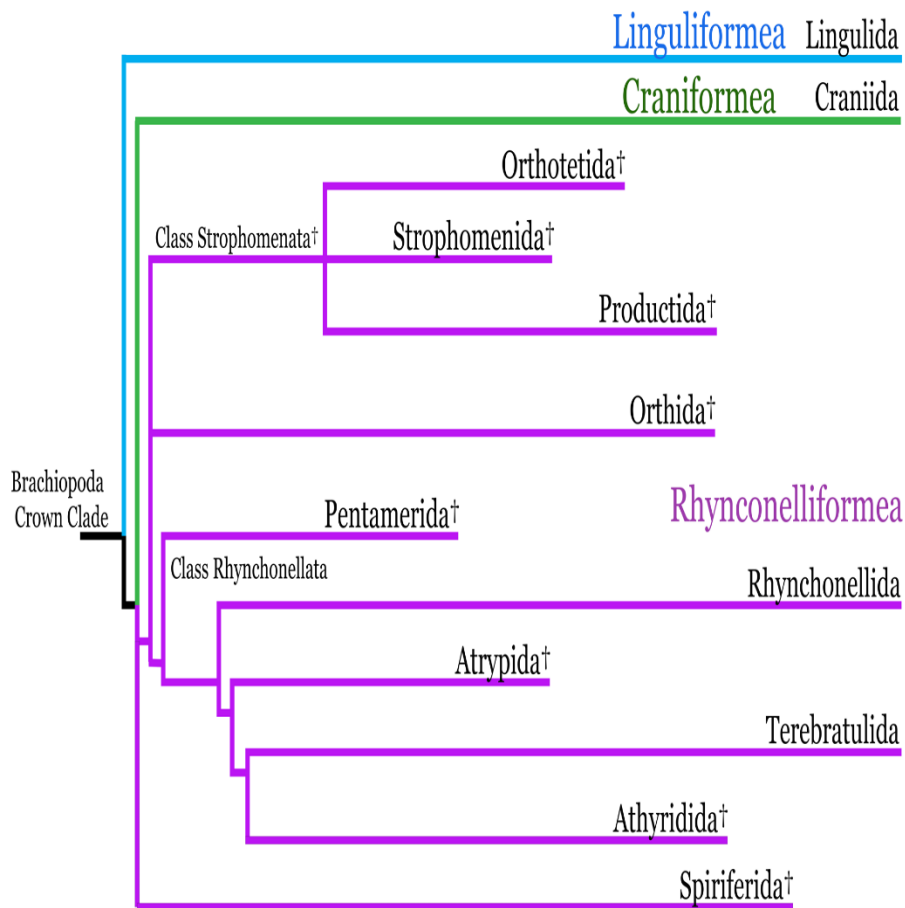 Linguliformea Lingulida
Craniformea Craniida
Orthotetida†
Class Strophomenata†
Strophomenida†
Productida†
Orthida†
Brachiopoda
Crown Clade
Rhynconelliformea
Pentamerida†
Class Rhynchonellata
Rhynchonellida
Atrypida†
Terebratulida
Athyridida†
Spiriferida†